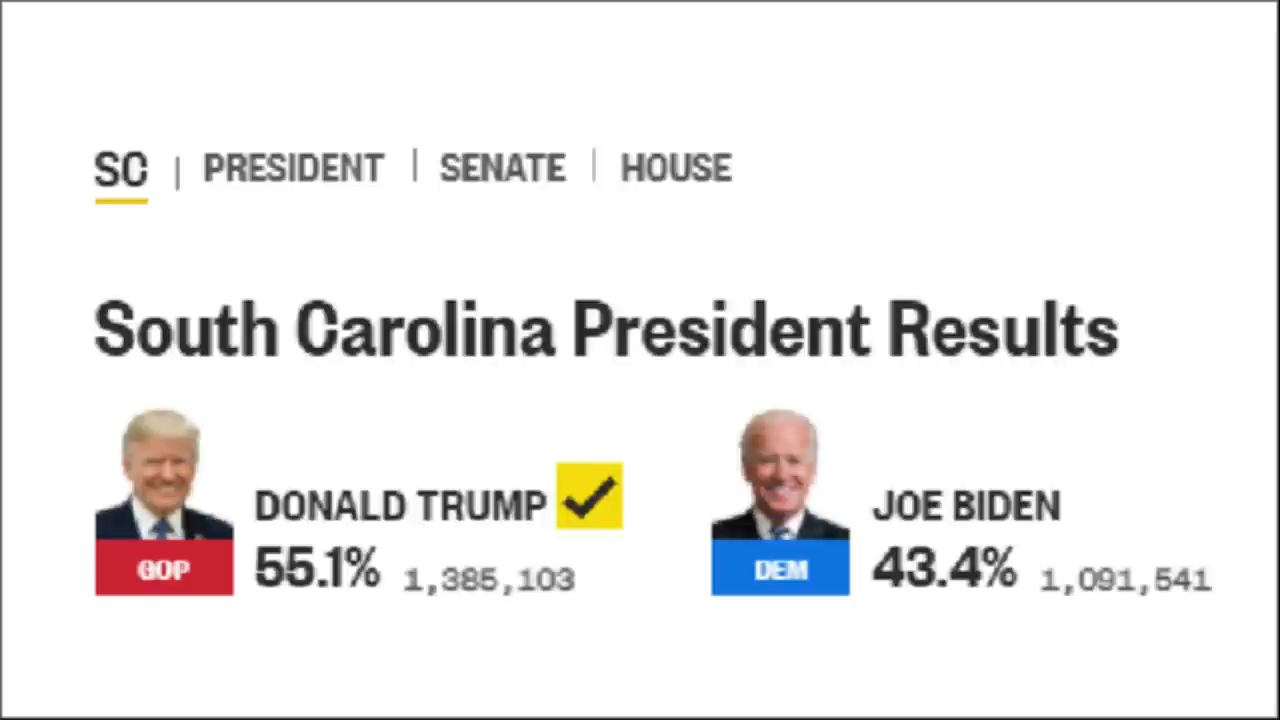 SC | PRESIDENT | SENATE | HOUSE
South Carolina President Results
DONALD TRUMP JOE BIDEN
GOP 55.1% 1,385,103 DEM 43.4% 1,091,541